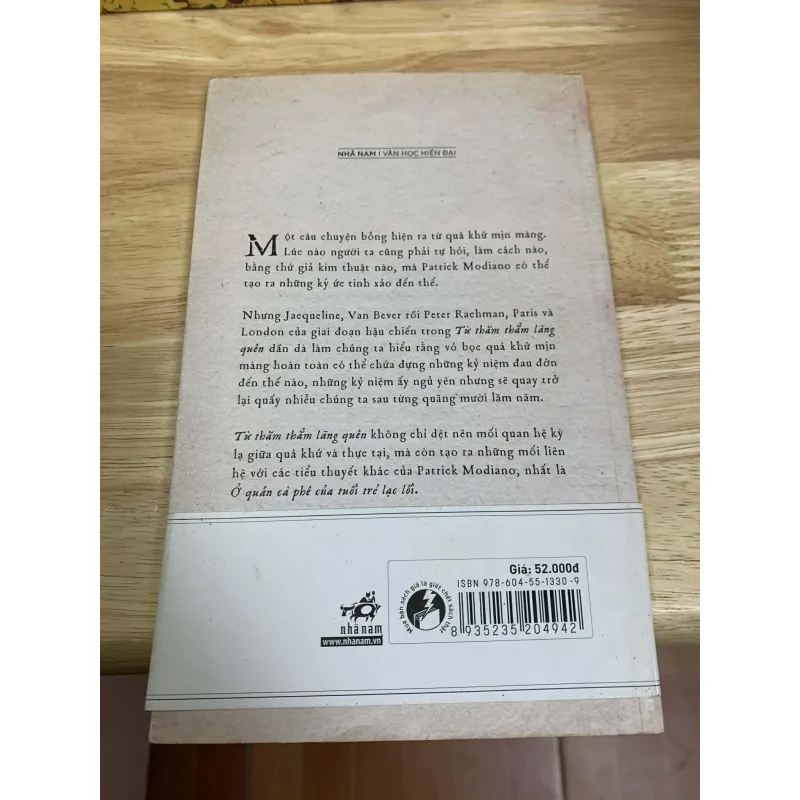 NHÃ NAM | VĂN HỌC HIỆN ĐẠI
Một câu chuyện bỗng hiện ra từ quá khứ mịn màng.
Lúc nào người ta cũng phải tự hỏi, làm cách nào,
bằng thứ giả kim thuật nào, mà Patrick Modiano có thể
tạo ra những ký ức tinh xảo đến thế.
Nhưng Jacqueline, Van Bever rồi Peter Rachman, Paris và
London của giai đoạn hậu chiến trong Từ thăm thẳm lãng
quên dần dà làm chúng ta hiểu rằng vỏ bọc quá khứ mịn
màng hoàn toàn có thể chứa đựng những kỷ niệm đau đớn
đến thế nào, những kỷ niệm ấy ngủ yên nhưng sẽ quay trở
lại quấy nhiễu chúng ta sau từng quãng mười lăm năm.
Từ thăm thẳm lãng quên không chỉ dệt nên mối quan hệ kỳ
lạ giữa quá khứ và thực tại, mà còn tạo ra những mối liên
hệ với các tiểu thuyết khác của Patrick Modiano, nhất là
Ở quán cà phê của tuổi trẻ lạc lối.
nhã nam
www.nhanam.vn
Mua bán sách giả là giết chết sách thật
Giá: 52.000đ
ISBN 978-604-55-1330-9
8 935235 204942